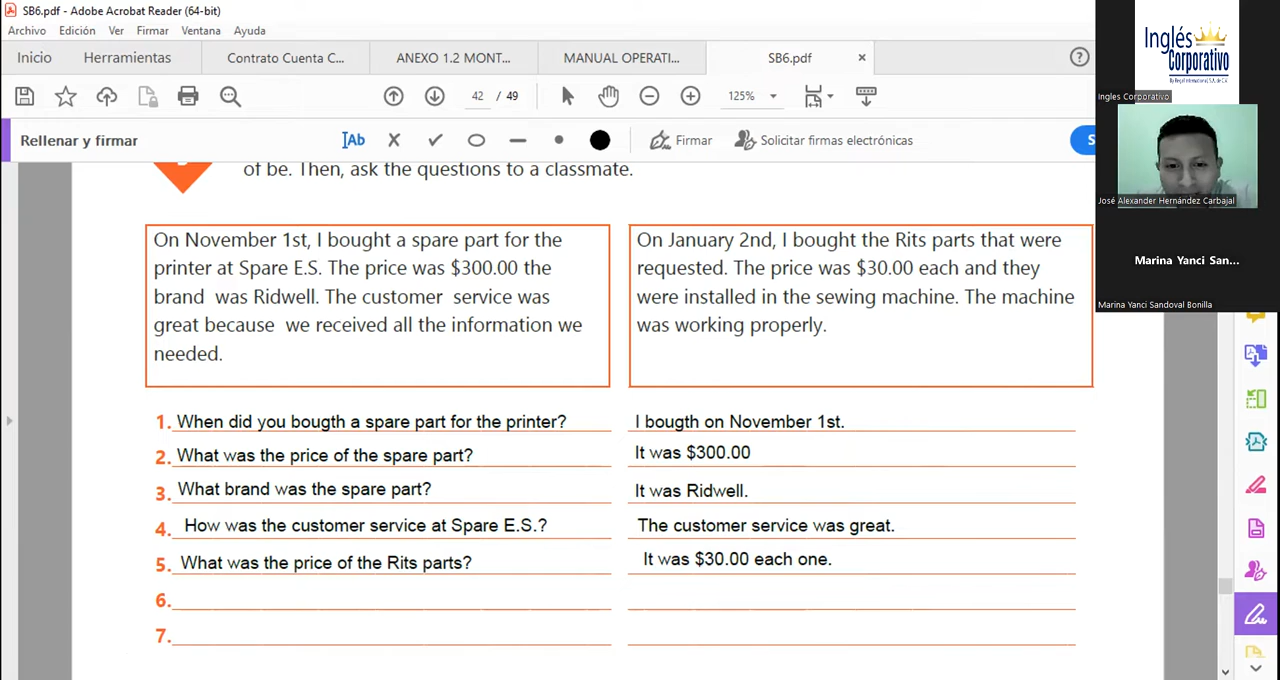 SB6.pdf - Adobe Acrobat Reader (64-bit)
Archivo Edición Ver Firmar Ventana Ayuda
Inicio Herramientas Contrato Cuenta C... ANEXO 1.2 MONT... MANUAL OPERATI... SB6.pdf
42 / 49 125%
Rellenar y firmar Ab Firmar Solicitar firmas electrónicas S
Inglés
Corporativo
Ingles Corporativo
José Alexander Hernández Carbajal
Marina Yanci San...
Marina Yanci Sandoval Bonilla
of be. Then, ask the questions to a classmate.
On November 1st, I bought a spare part for the
printer at Spare E.S. The price was $300.00 the
brand was Ridwell. The customer service was
great because we received all the information we
needed.
On January 2nd, I bought the Rits parts that were
requested. The price was $30.00 each and they
were installed in the sewing machine. The machine
was working properly.
1. When did you bougth a spare part for the printer? I bougth on November 1st.
2. What was the price of the spare part? It was $300.00
3. What brand was the spare part? It was Ridwell.
4. How was the customer service at Spare E.S.? The customer service was great.
5. What was the price of the Rits parts? It was $30.00 each one.
6.
7.